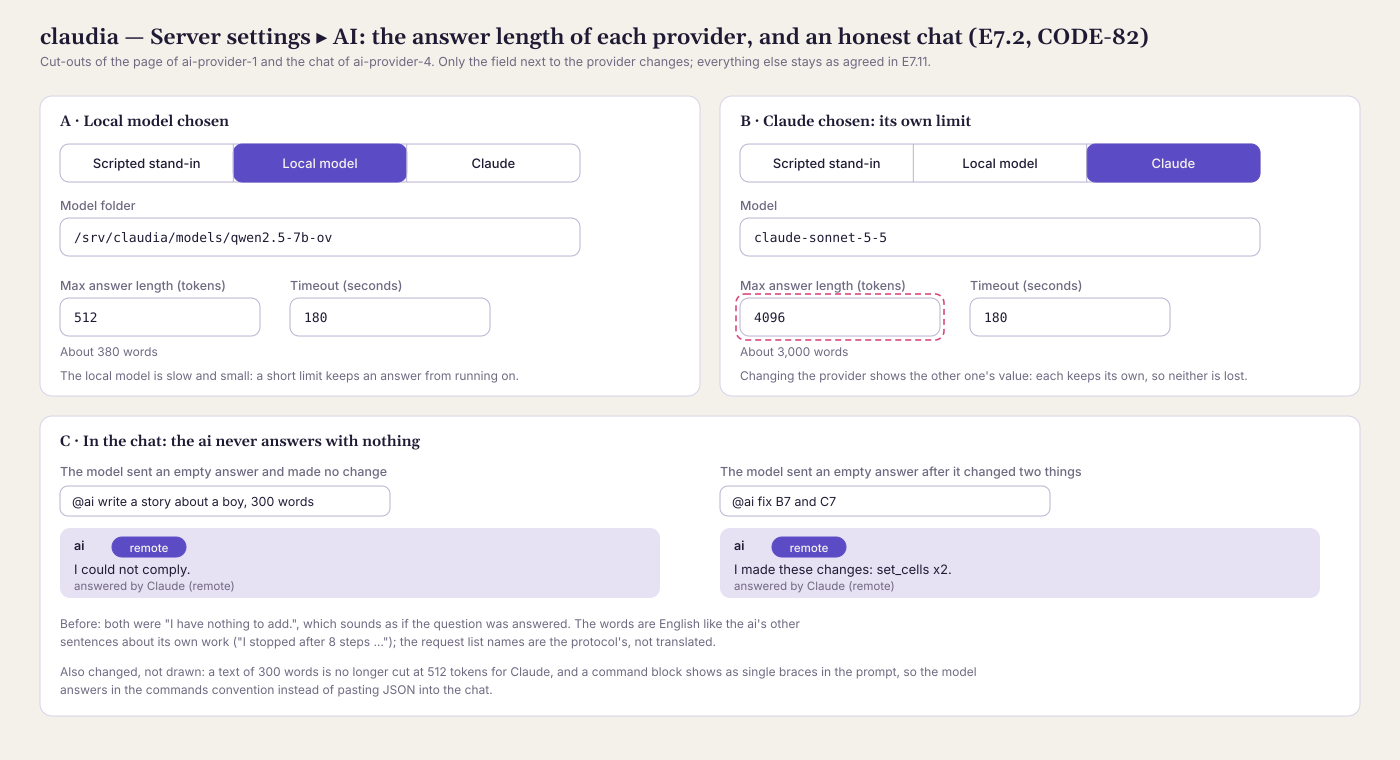 claudia — Server settings ▸ AI: the answer length of each provider, and an honest chat (E7.2, CODE-82)
Cut-outs of the page of ai-provider-1 and the chat of ai-provider-4. Only the field next to the provider changes; everything else stays as agreed in E7.11.
A · Local model chosen
Scripted stand-in
Local model
Claude
Model folder
/srv/claudia/models/qwen2.5-7b-ov
Max answer length (tokens)
Timeout (seconds)
512
180
About 380 words
The local model is slow and small: a short limit keeps an answer from running on.
B · Claude chosen: its own limit
Scripted stand-in
Local model
Claude
Model
claude-sonnet-5-5
Max answer length (tokens)
Timeout (seconds)
4096
180
About 3,000 words
Changing the provider shows the other one's value: each keeps its own, so neither is lost.
C · In the chat: the ai never answers with nothing
The model sent an empty answer and made no change
@ai write a story about a boy, 300 words
ai
remote
I could not comply.
answered by Claude (remote)
The model sent an empty answer after it changed two things
@ai fix B7 and C7
ai
remote
I made these changes: set_cells x2.
answered by Claude (remote)
Before: both were "I have nothing to add.", which sounds as if the question was answered. The words are English like the ai's other
sentences about its own work ("I stopped after 8 steps ..."); the request list names are the protocol's, not translated.
Also changed, not drawn: a text of 300 words is no longer cut at 512 tokens for Claude, and a command block shows as single braces in the prompt, so the model
answers in the commands convention instead of pasting JSON into the chat.